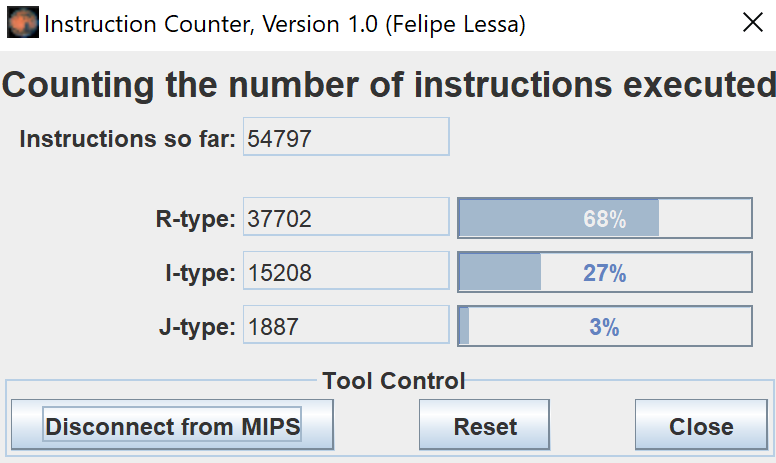 Instruction Counter, Version 1.0 (Felipe Lessa)
Counting the number of instructions executed
Instructions so far: 54797
R-type: 37702 68%
I-type: 15208 27%
J-type: 1887 3%
Tool Control
Disconnect from MIPS Reset Close